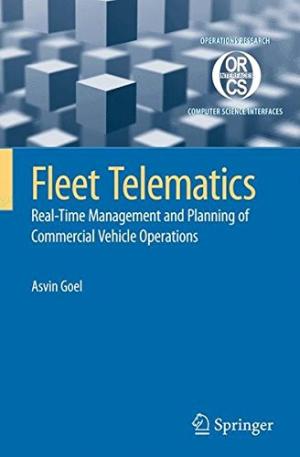 OPERATIONS RESEARCH
OR
INTERFACES
CS
COMPUTER SCIENCE INTERFACES
Fleet Telematics
Real-Time Management and Planning of
Commercial Vehicle Operations
Asvin Goel
Springer